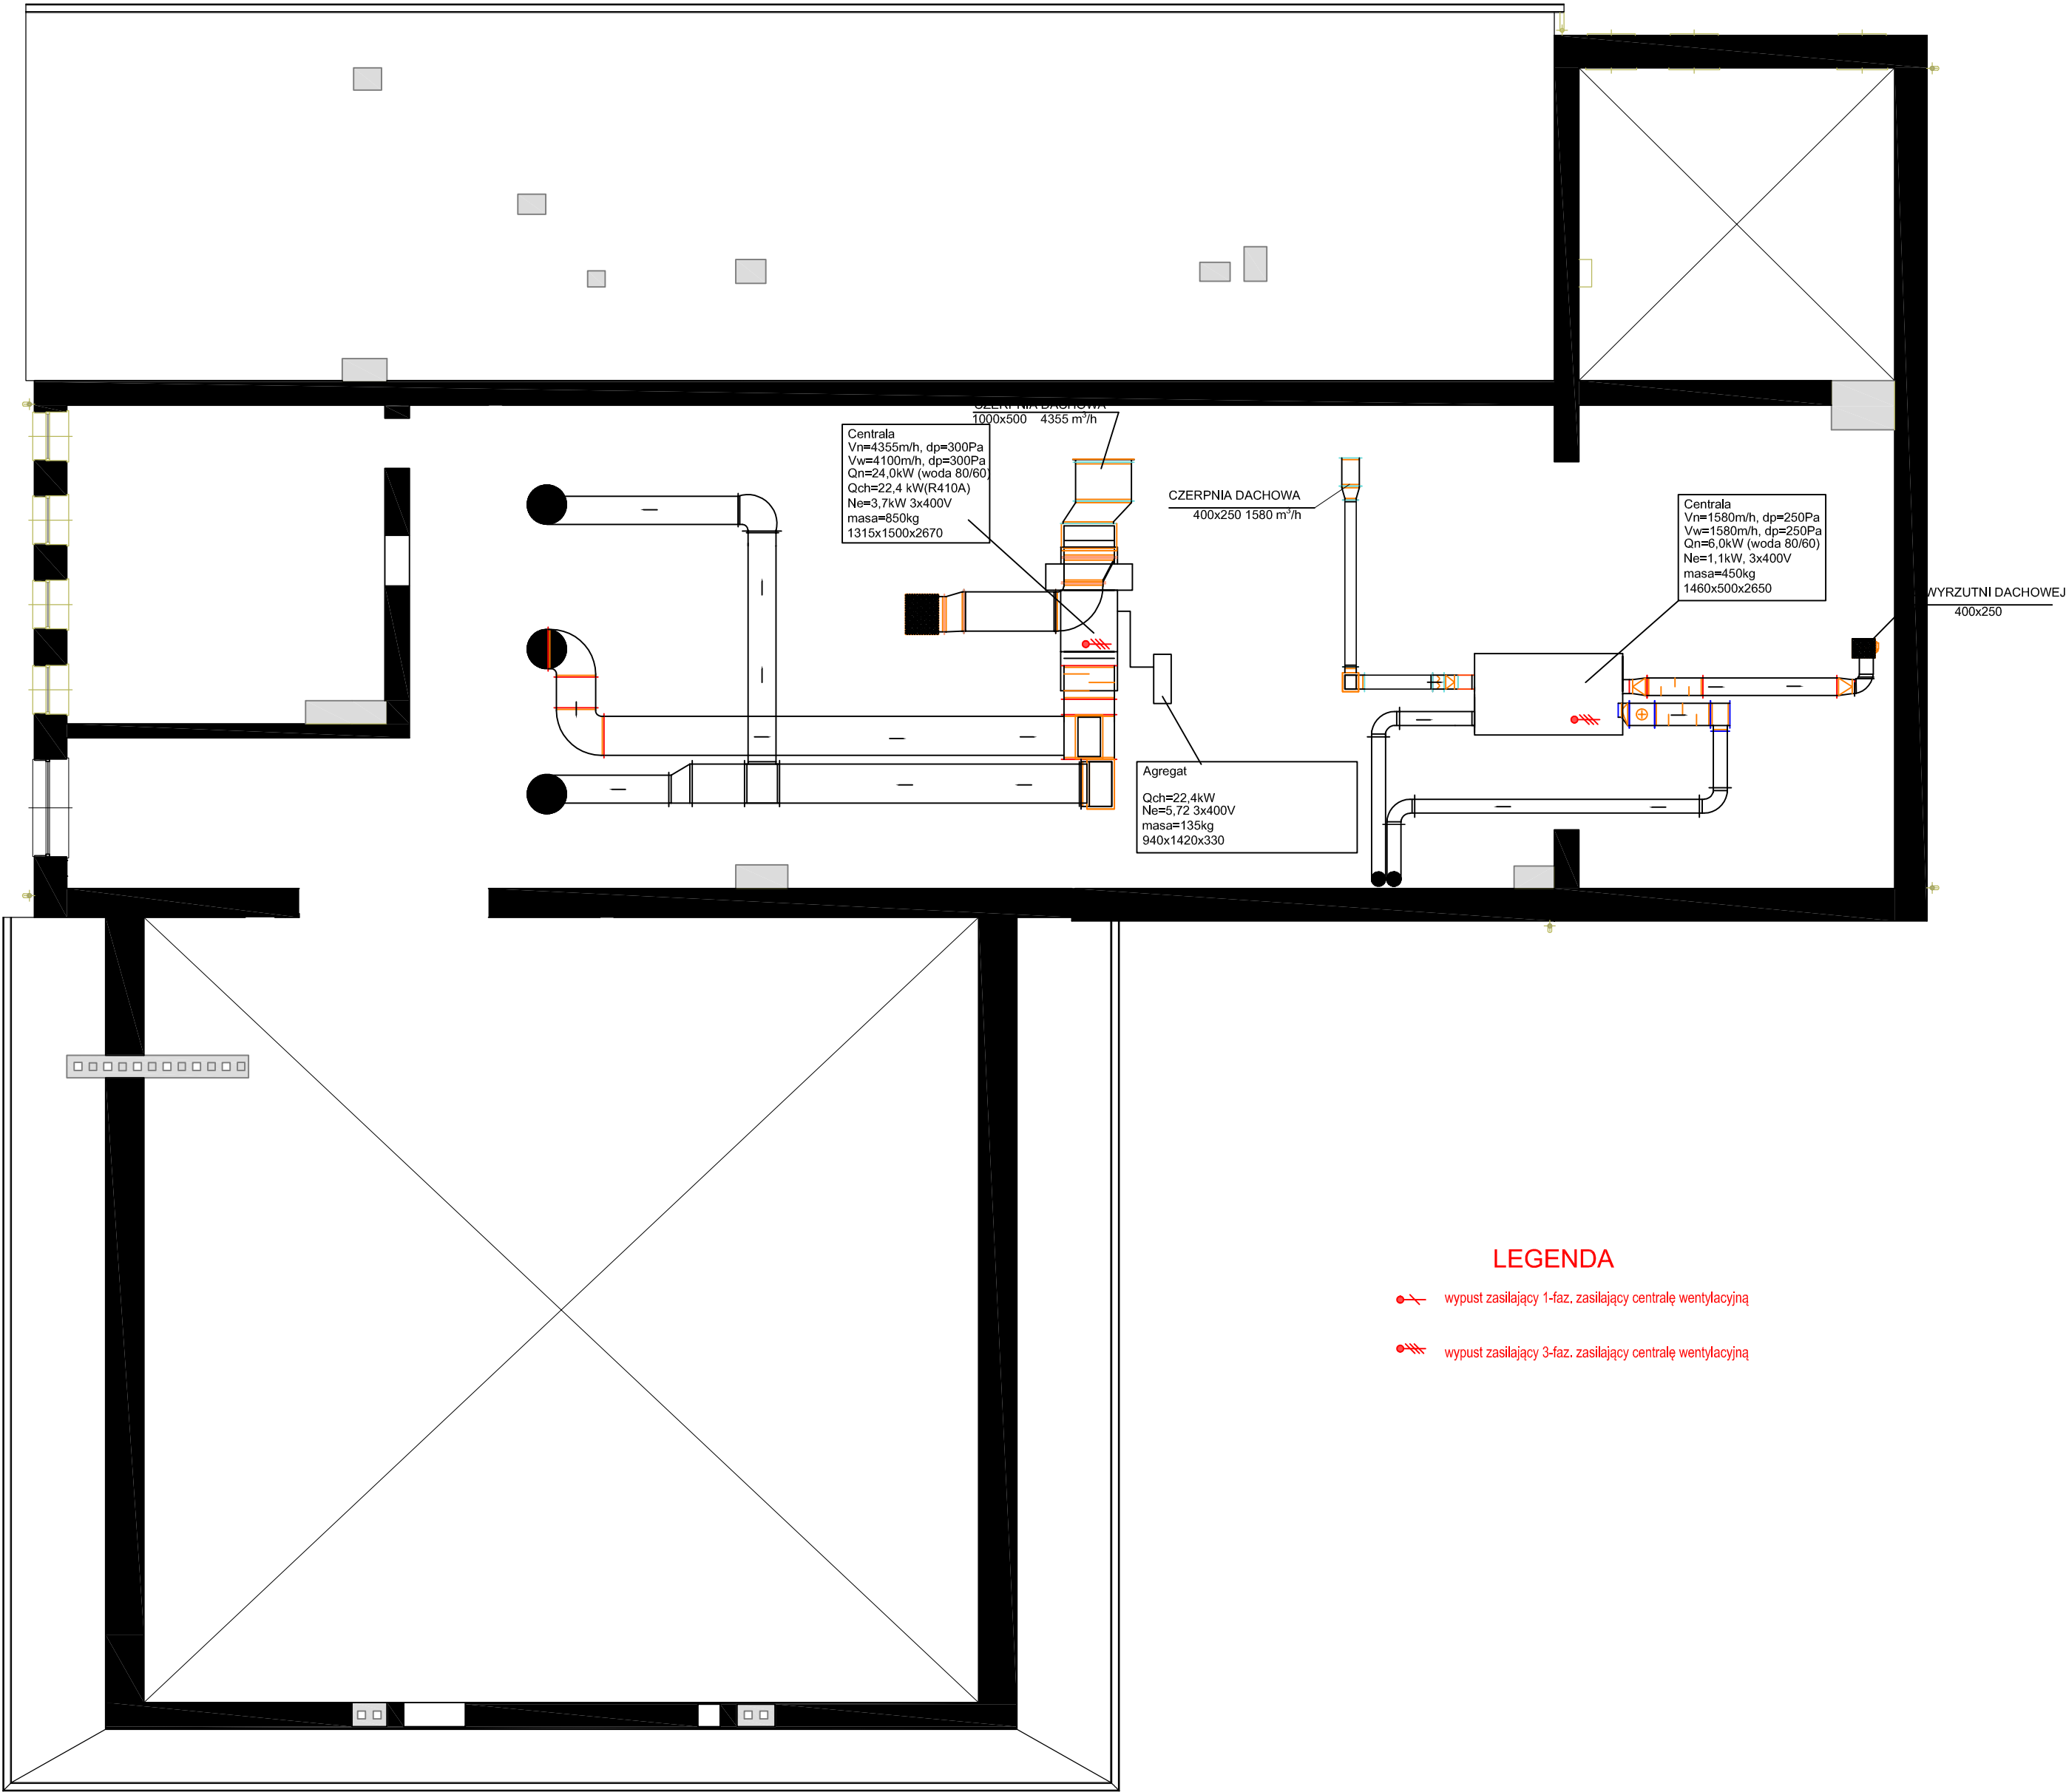 CZERPNIA DACHOWA
1000x500 4355 m³/h
Centrala
Vn=4355m/h, dp=300Pa
Vw=4100m/h, dp=300Pa
Qn=24,0kW (woda 80/60)
Qch=22,4 kW(R410A)
Ne=3,7kW 3x400V
masa=850kg
1315x1500x2670
CZERPNIA DACHOWA
400x250 1580 m³/h
Centrala
Vn=1580m/h, dp=250Pa
Vw=1580m/h, dp=250Pa
Qn=6,0kW (woda 80/60)
Ne=1,1kW, 3x400V
masa=450kg
1460x500x2650
WYRZUTNI DACHOWEJ
400x250
Agregat
Qch=22,4kW
Ne=5,72 3x400V
masa=135kg
940x1420x330
LEGENDA
wypust zasilający 1-faz. zasilający centralę wentylacyjną
wypust zasilający 3-faz. zasilający centralę wentylacyjną